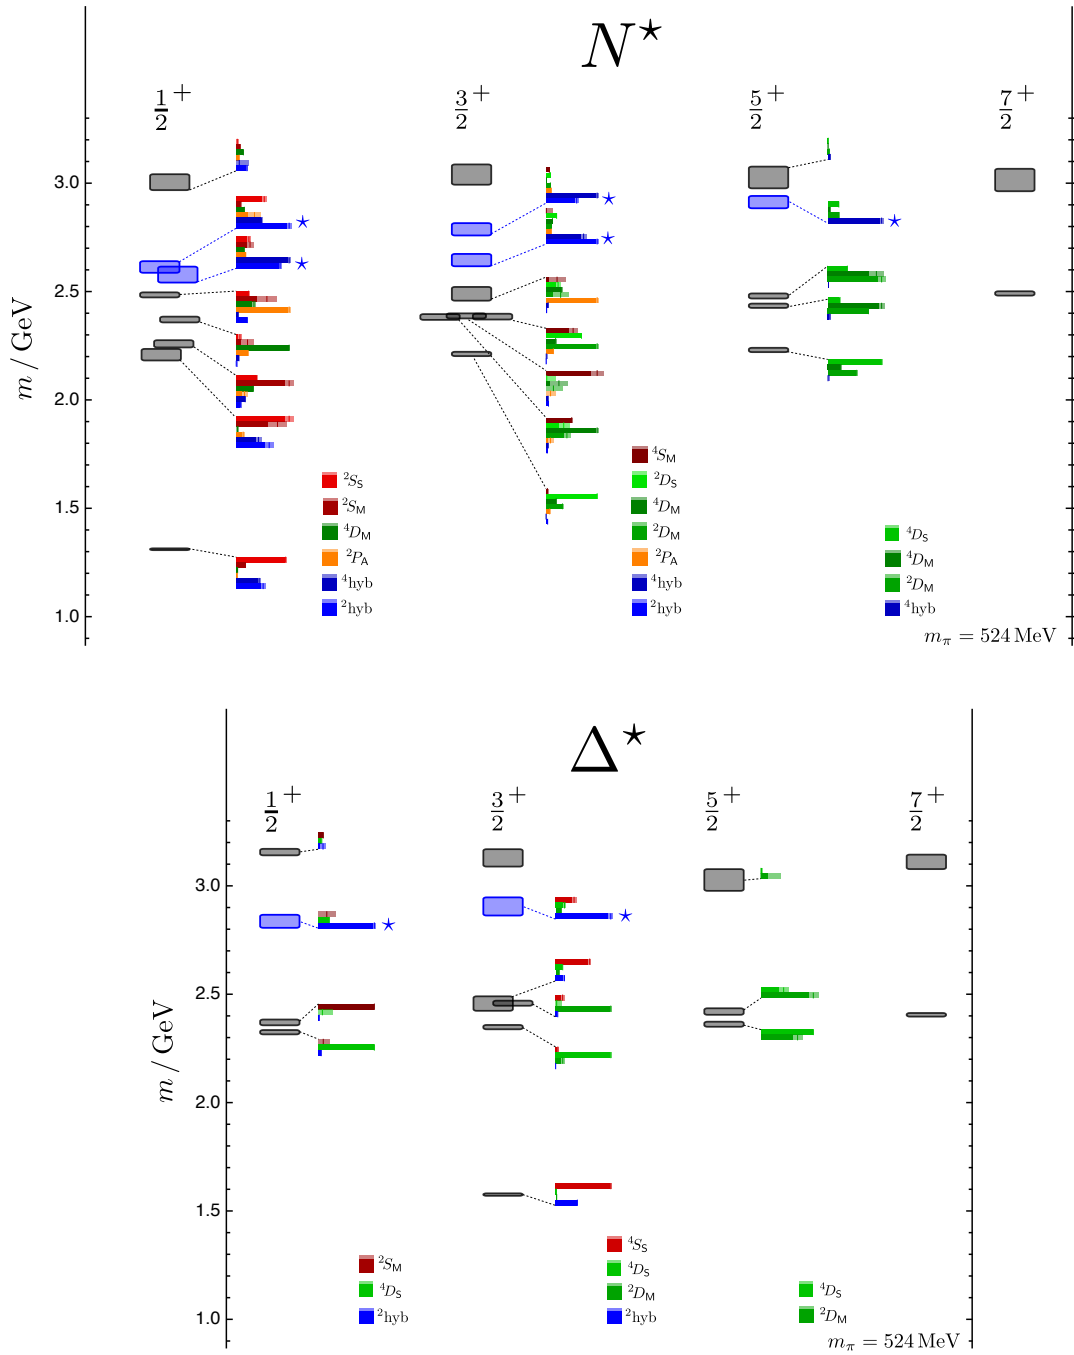 N⋆
1/2+ 3/2+ 5/2+ 7/2+
3.0
2.5
m / GeV
2.0
1.5
1.0
²S_S
²S_M
⁴D_M
²P_A
⁴hyb
²hyb
⁴S_M
²D_S
⁴D_M
²D_M
²P_A
⁴hyb
²hyb
⁴D_S
⁴D_M
²D_M
⁴hyb
m_π = 524 MeV
Δ⋆
1/2+ 3/2+ 5/2+ 7/2+
3.0
2.5
m / GeV
2.0
1.5
1.0
²S_M
⁴D_S
²hyb
⁴S_S
⁴D_S
²D_M
²hyb
⁴D_S
²D_M
m_π = 524 MeV